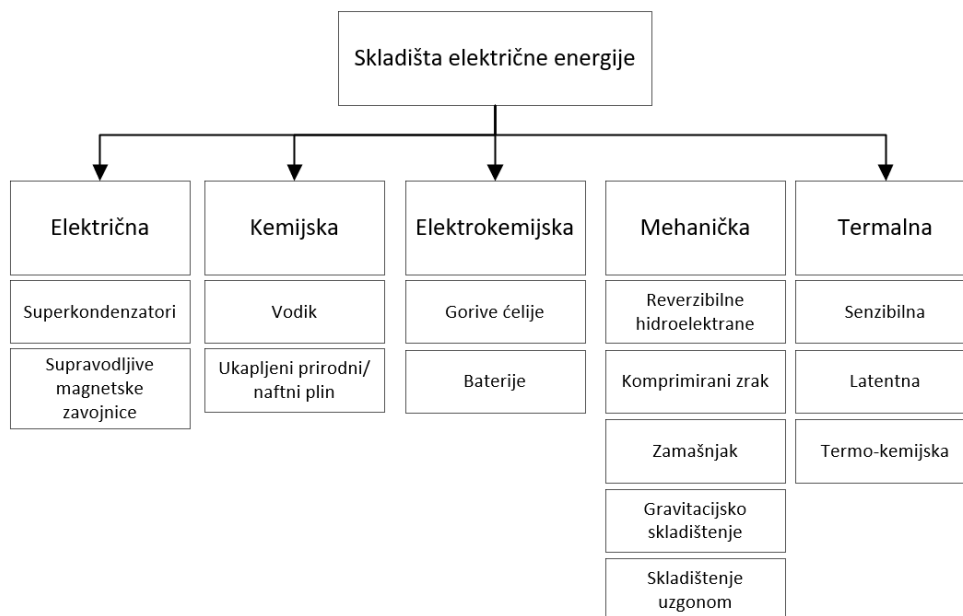 Skladišta električne energije
Električna
Kemijska
Elektrokemijska
Mehanička
Termalna
Superkondenzatori
Vodik
Gorive ćelije
Reverzibilne
hidroelektrane
Senzibilna
Supravodljive
magnetske
zavojnice
Ukapljeni prirodni/
naftni plin
Baterije
Komprimirani zrak
Latentna
Zamašnjak
Termo-kemijska
Gravitacijsko
skladištenje
Skladištenje
uzgonom